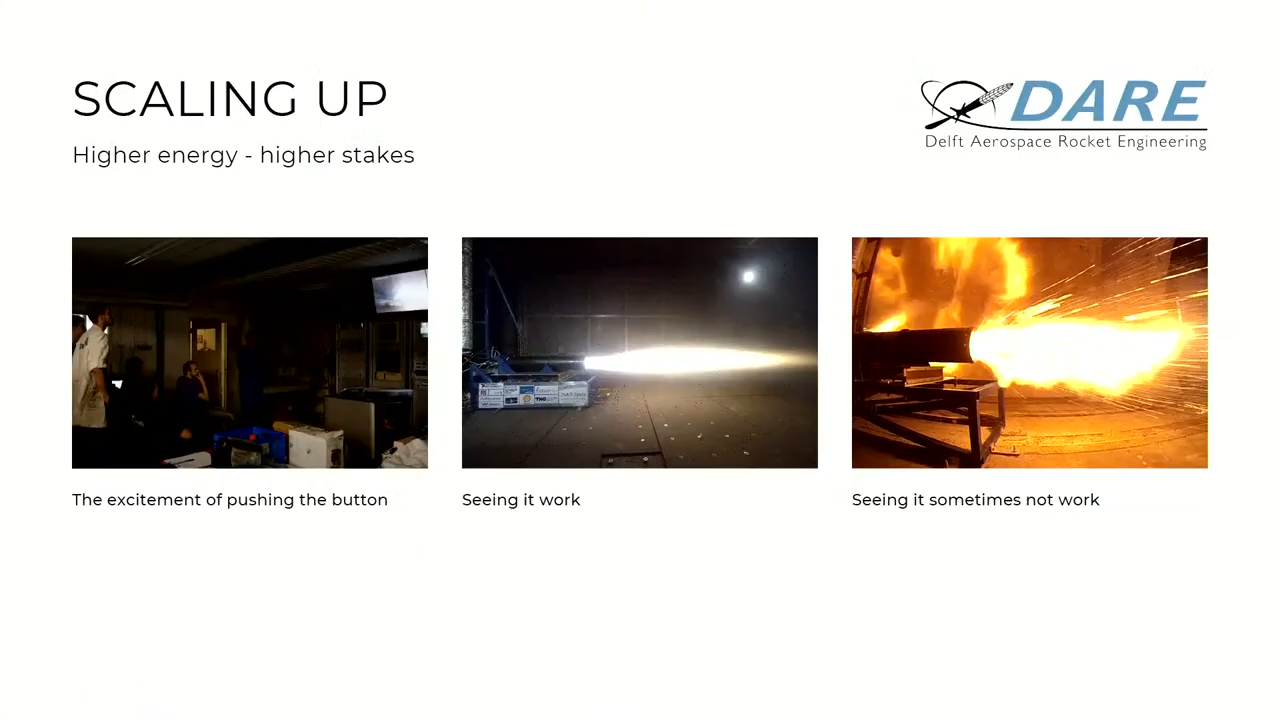 SCALING UP
Higher energy - higher stakes
DARE
Delft Aerospace Rocket Engineering
The excitement of pushing the button
Seeing it work
Seeing it sometimes not work